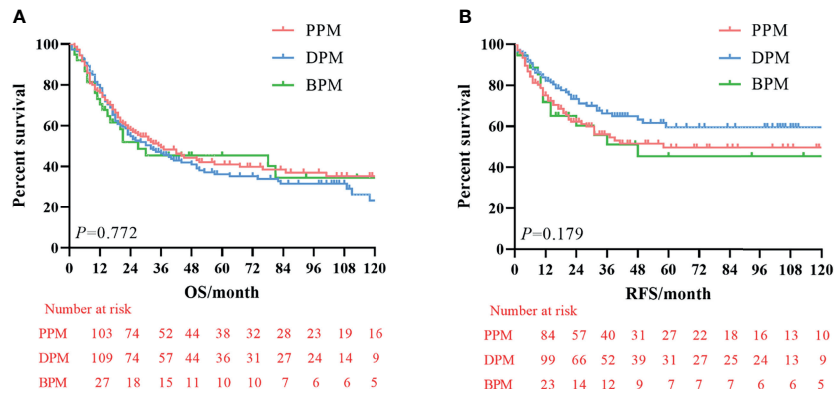 A
PPM
DPM
BPM
Percent survival
100
80
60
40
20
0
P=0.772
0 12 24 36 48 60 72 84 96 108 120
OS/month
Number at risk
PPM 103 74 52 44 38 32 28 23 19 16
DPM 109 74 57 44 36 31 27 24 14 9
BPM 27 18 15 11 10 10 7 6 6 5
B
PPM
DPM
BPM
Percent survival
100
80
60
40
20
0
P=0.179
0 12 24 36 48 60 72 84 96 108 120
RFS/month
Number at risk
PPM 84 57 40 31 27 22 18 16 13 10
DPM 99 66 52 39 31 27 25 24 13 9
BPM 23 14 12 9 7 7 7 6 6 5